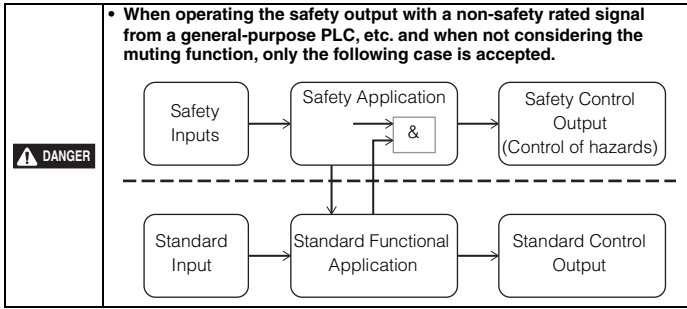 • When operating the safety output with a non-safety rated signal
from a general-purpose PLC, etc. and when not considering the
muting function, only the following case is accepted.
DANGER
Safety
Inputs
Safety Application
&
Safety Control
Output
(Control of hazards)
Standard
Input
Standard Functional
Application
Standard Control
Output